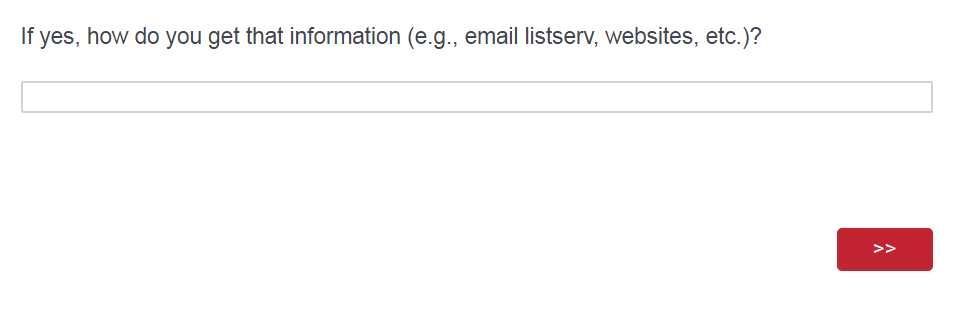 If yes, how do you get that information (e.g., email listserv, websites, etc.)?
>>